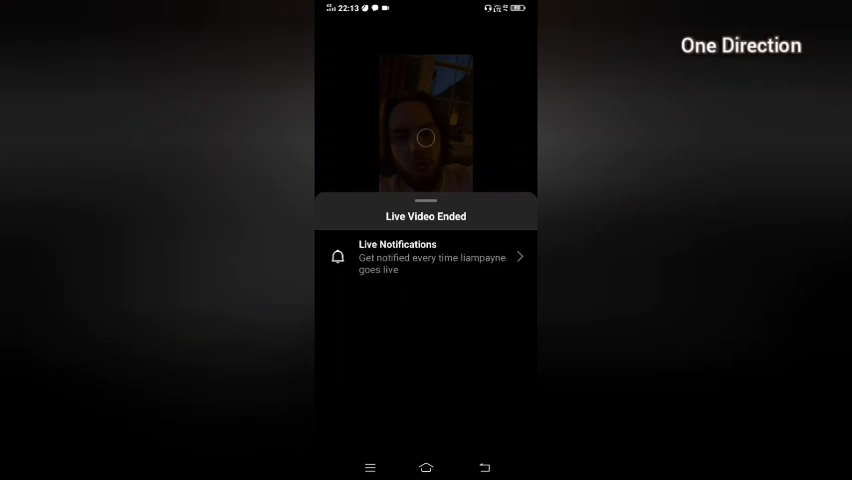 22:13
One Direction
Live Video Ended
Live Notifications
Get notified every time liampayne
goes live